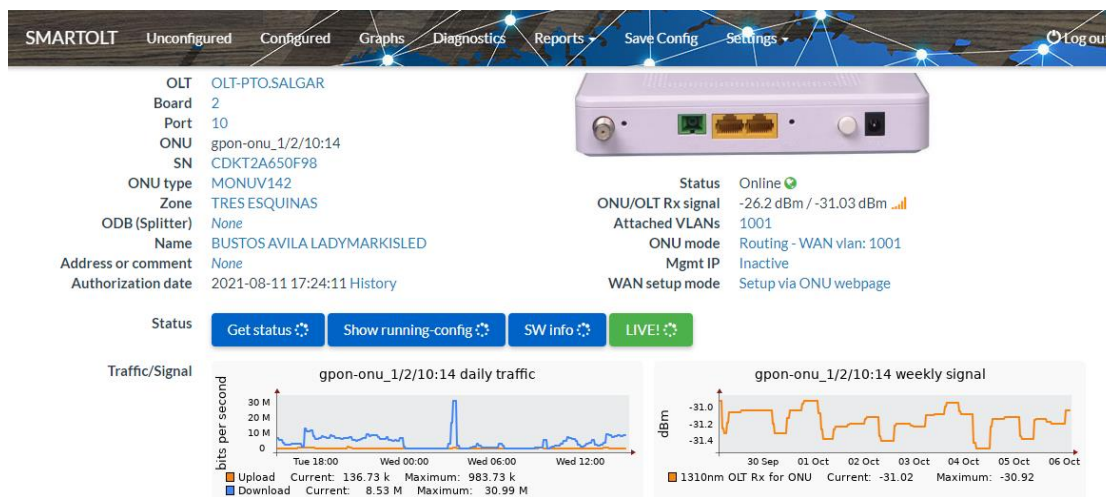 SMARTOLT Unconfigured Configured Graphs Diagnostics Reports Save Config Settings Log out
OLT OLT-PTO.SALGAR
Board 2
Port 10
ONU gpon-onu_1/2/10:14
SN CDKT2A650F98
ONU type MONUV142
Zone TRES ESQUINAS
ODB (Splitter) None
Name BUSTOS AVILA LADYMARKISLED
Address or comment None
Authorization date 2021-08-11 17:24:11 History
Status Online
ONU/OLT Rx signal -26.2 dBm / -31.03 dBm
Attached VLANs 1001
ONU mode Routing - WAN vlan: 1001
Mgmt IP Inactive
WAN setup mode Setup via ONU webpage
Status Get status Show running-config SW info LIVE!
Traffic/Signal
gpon-onu_1/2/10:14 daily traffic
bits per second
30 M
20 M
10 M
0
Tue 18:00 Wed 00:00 Wed 06:00 Wed 12:00
Upload Current: 136.73 k Maximum: 983.73 k
Download Current: 8.53 M Maximum: 30.99 M
gpon-onu_1/2/10:14 weekly signal
dBm
-31.0
-31.2
-31.4
30 Sep 01 Oct 02 Oct 03 Oct 04 Oct 05 Oct 06 Oct
1310nm OLT Rx for ONU Current: -31.02 Maximum: -30.92